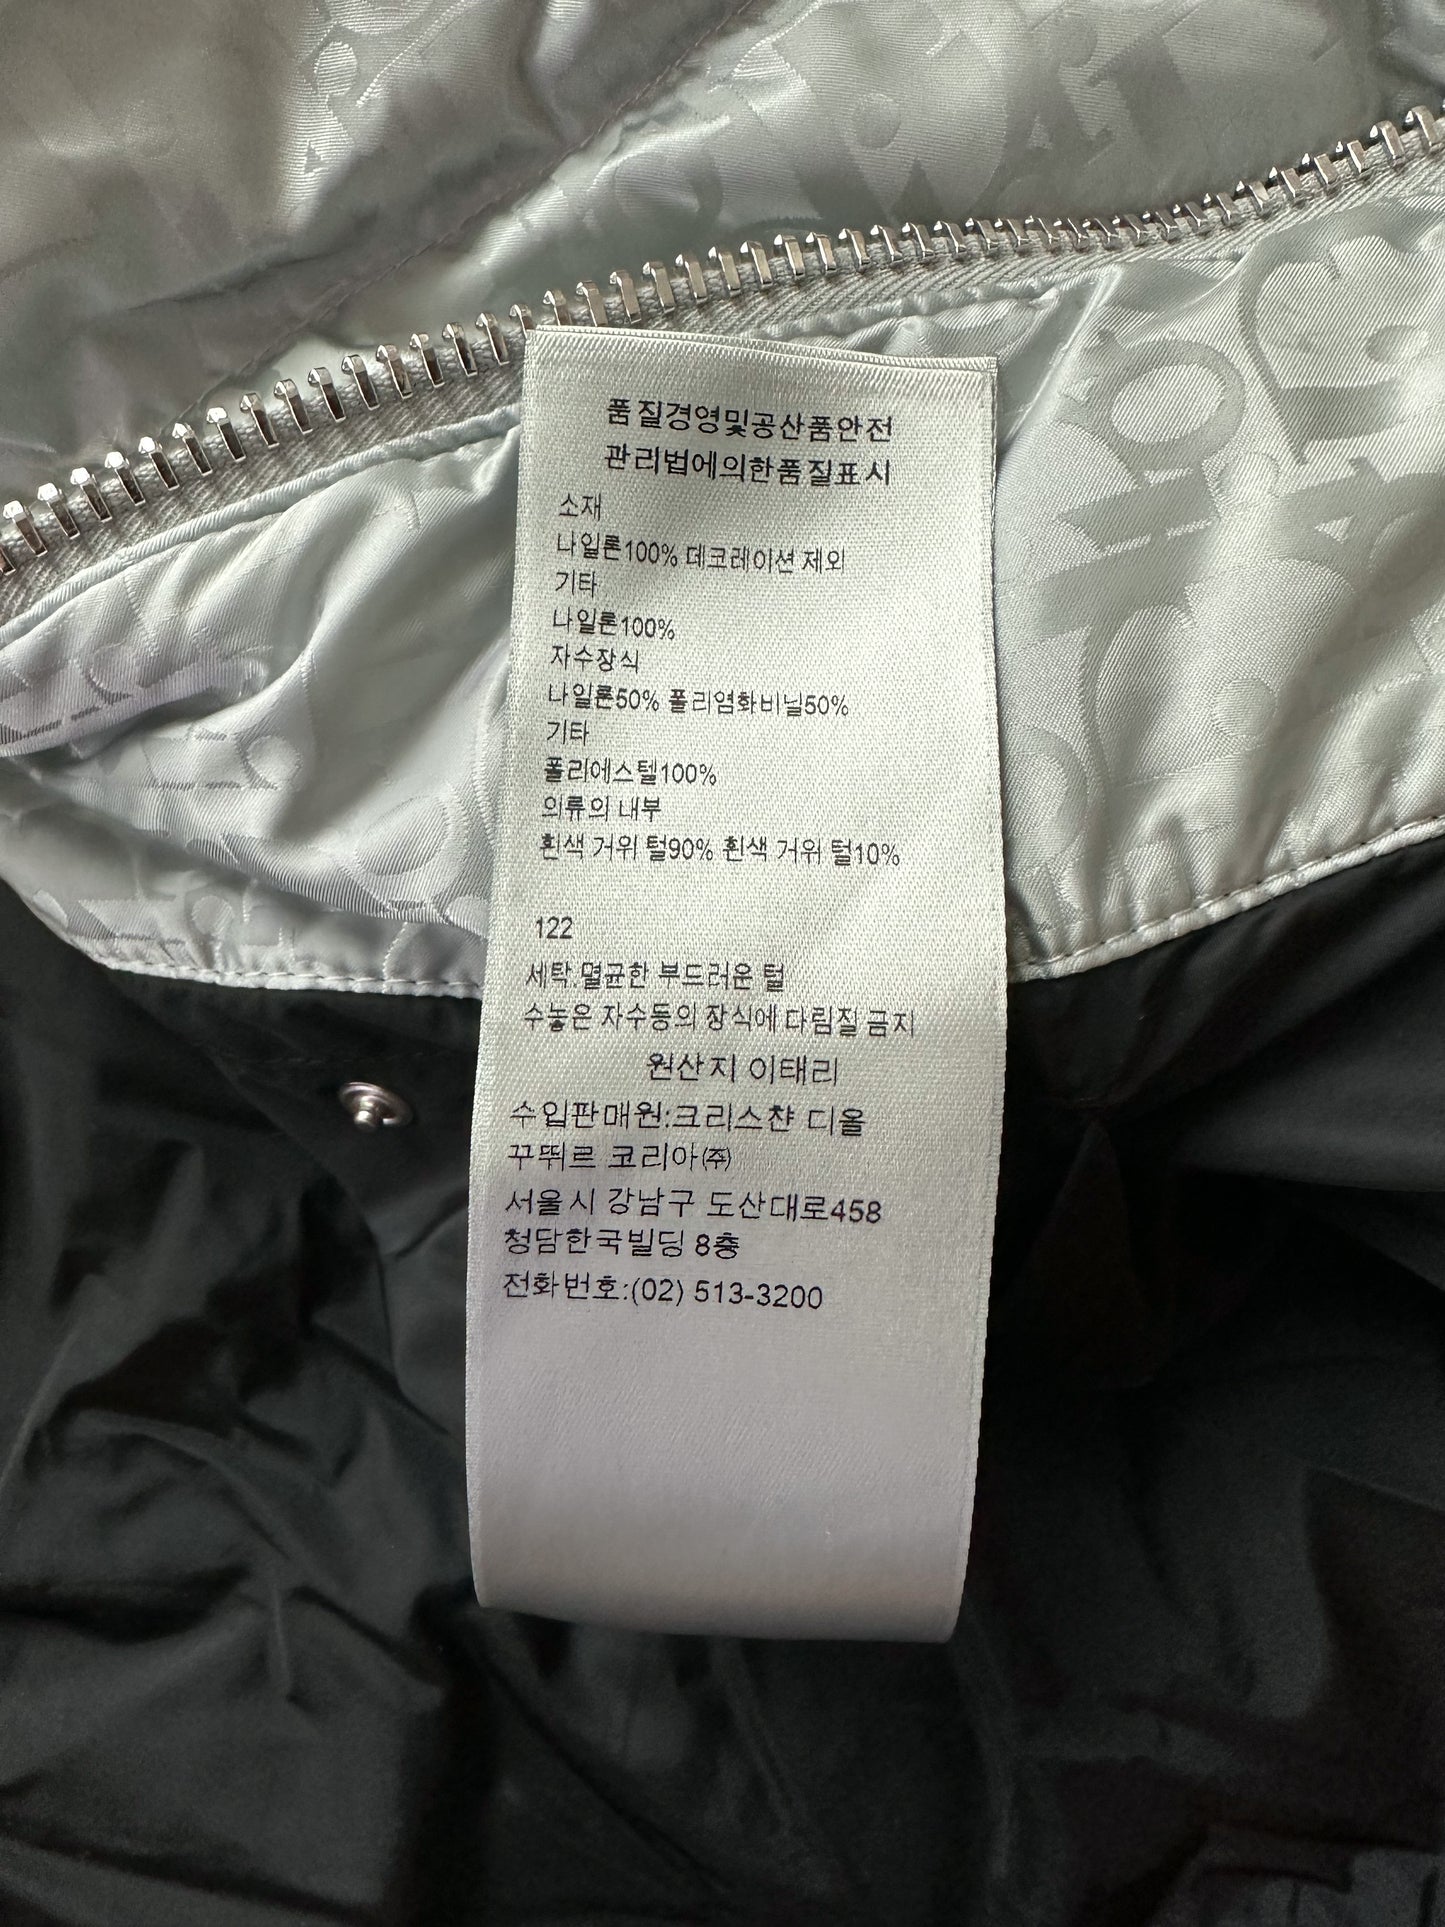 품질경영및공산품안전
관리법에의한품질표시
소재
나일론100% 데코레이션 제외
기타
나일론100%
자수장식
나일론50% 폴리염화비닐50%
기타
폴리에스텔100%
의류의 내부
흰색 거위 털90% 흰색 거위 털10%
122
세탁:멸균한 부드러운 털
수놓은 자수등의 장식에 다림질 금지
원산지 이태리
수입판매원:크리스챤 디올
꾸뛰르 코리아㈜
서울시 강남구 도산대로458
청담한국빌딩 8층
전화번호:(02) 513-3200